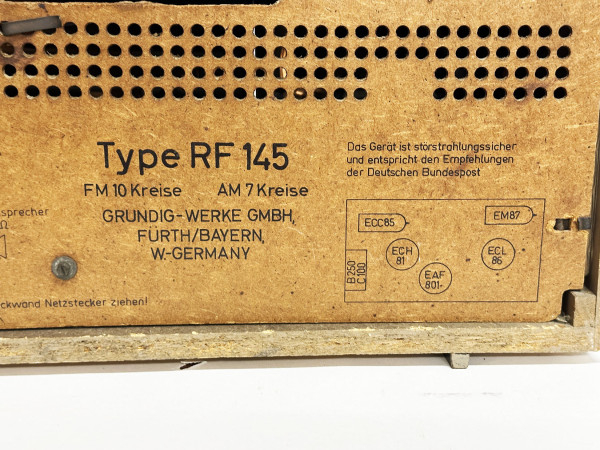 Type RF 145
FM 10 Kreise AM 7 Kreise
GRUNDIG-WERKE GMBH,
FÜRTH/BAYERN,
W.-GERMANY
Das Gerät ist störstrahlungssicher
und entspricht den Empfehlungen
der Deutschen Bundespost
ECC85
EM87
ECH
81
ECL
86
EAF
801
B250
C100
sprecher
Ω
ckwand Netzstecker ziehen!